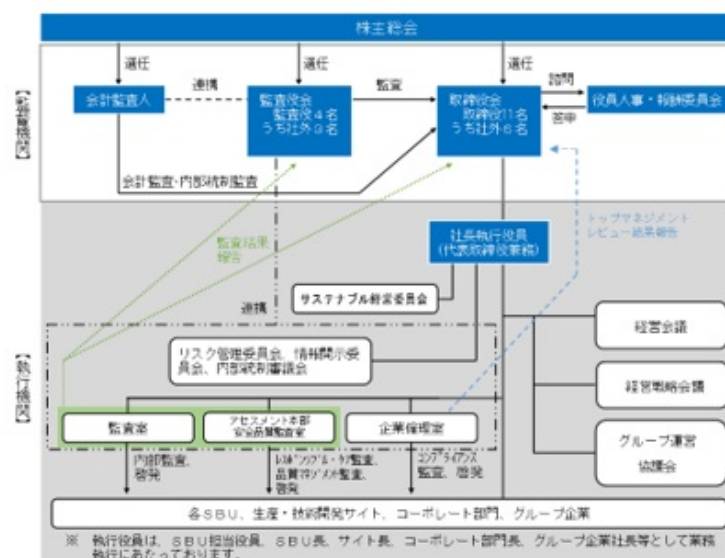 株主総会
選任
選任
選任
会計監査人
連携
監査役会
監査役4名
うち社外3名
監査
取締役会
取締役11名
うち社外6名
諮問
答申
役員人事・報酬委員会
会計監査・内部統制監査
監査結果
報告
トップマネジメント
レビュー結果報告
社長執行役員
(代表取締役兼務)
サステナブル経営委員会
連携
【執行機関】
リスク管理委員会、情報開示委
員会、内部統制審議会
経営会議
経営戦略会議
グループ運営
協議会
監査室
アセスメント本部
安全品質監査室
企業倫理室
内部監査、
啓発
レスポンシブル・ケア監査、
品質マネジメント監査、
啓発
コンプライアンス
監査、啓発
各SBU、生産・技術開発サイト、コーポレート部門、グループ企業
※ 執行役員は、SBU担当役員、SBU長、サイト長、コーポレート部門長、グループ企業社長等として業務
執行にあたっております。